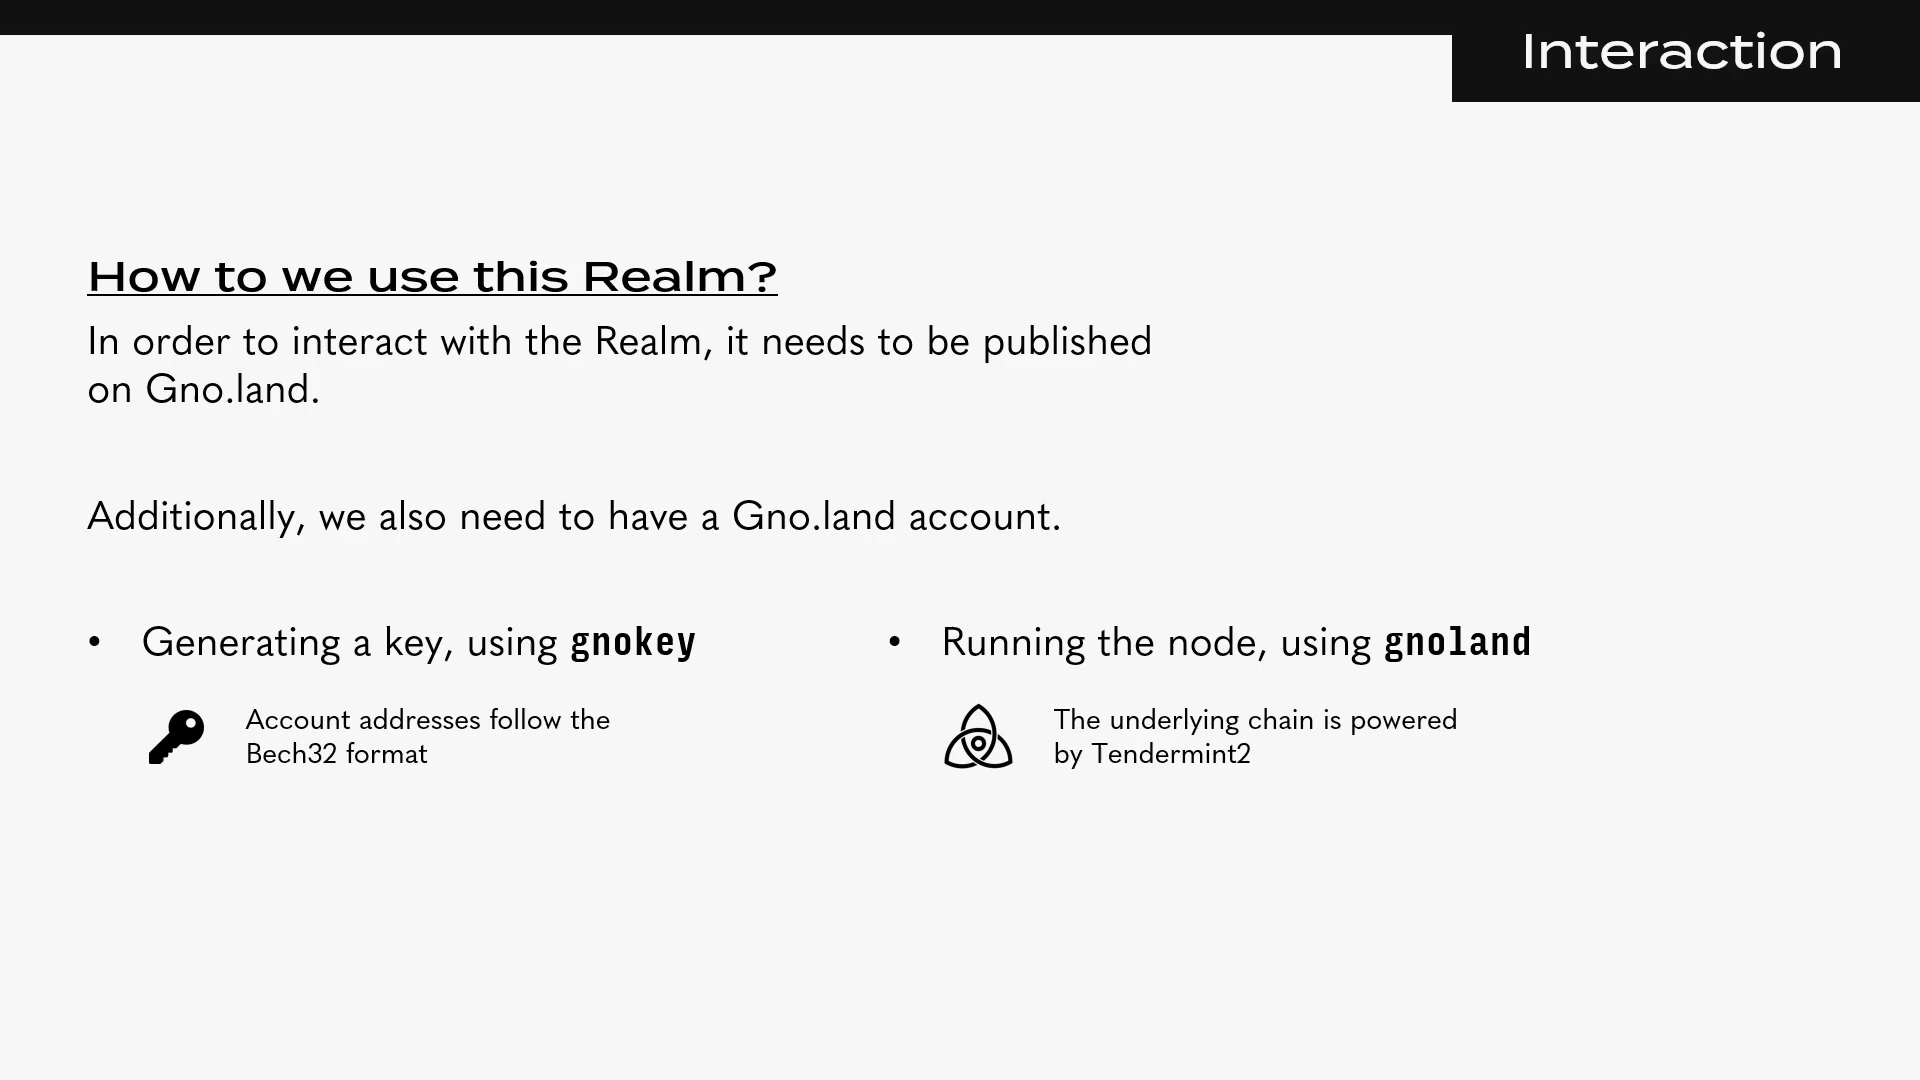 Interaction
How to we use this Realm?
In order to interact with the Realm, it needs to be published
on Gno.land.
Additionally, we also need to have a Gno.land account.
• Generating a key, using gnokey
Account addresses follow the
Bech32 format
• Running the node, using gnoland
The underlying chain is powered
by Tendermint2